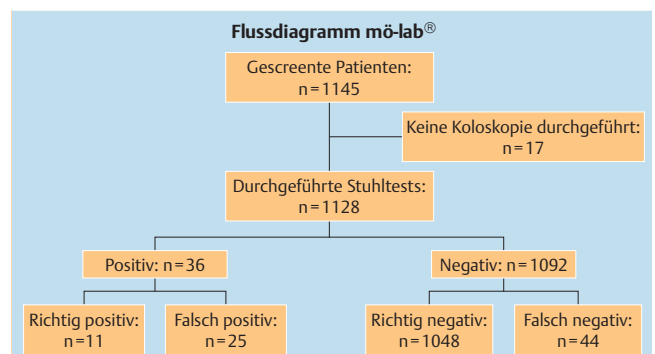 Flussdiagramm mö-lab®
Gescreente Patienten:
n=1145
Keine Koloskopie durchgeführt:
n=17
Durchgeführte Stuhltests:
n=1128
Positiv: n=36
Negativ: n=1092
Richtig positiv:
n=11
Falsch positiv:
n=25
Richtig negativ:
n=1048
Falsch negativ:
n=44